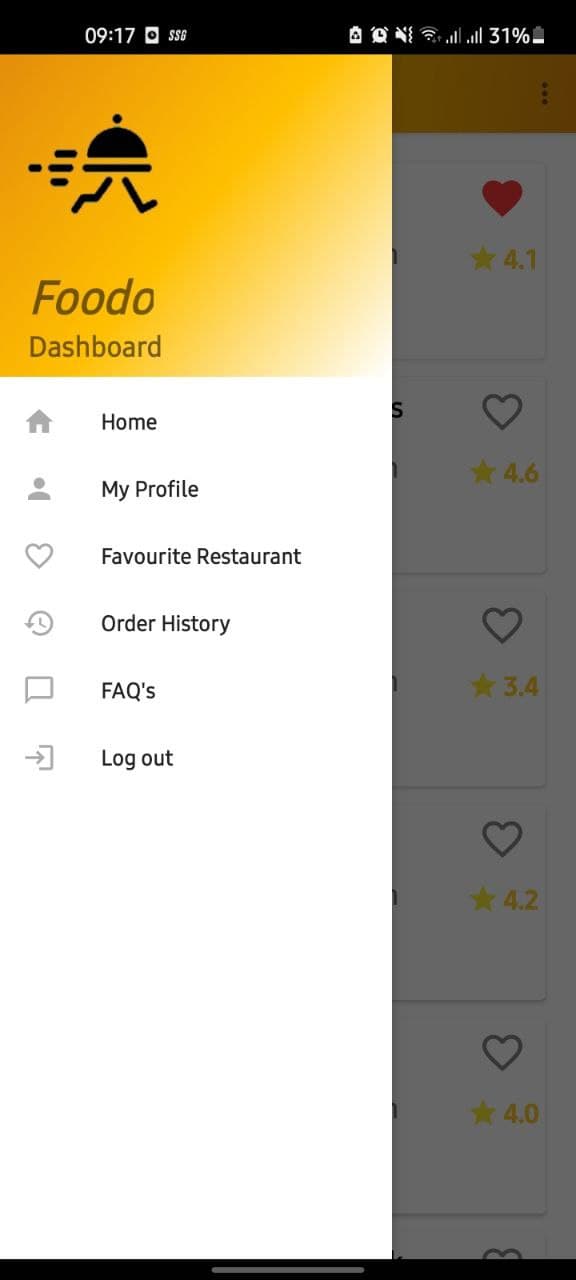 09:17 SSG 31%
Foodo
Dashboard
Home
My Profile
Favourite Restaurant
Order History
FAQ's
Log out
4.1
s
4.6
3.4
4.2
4.0